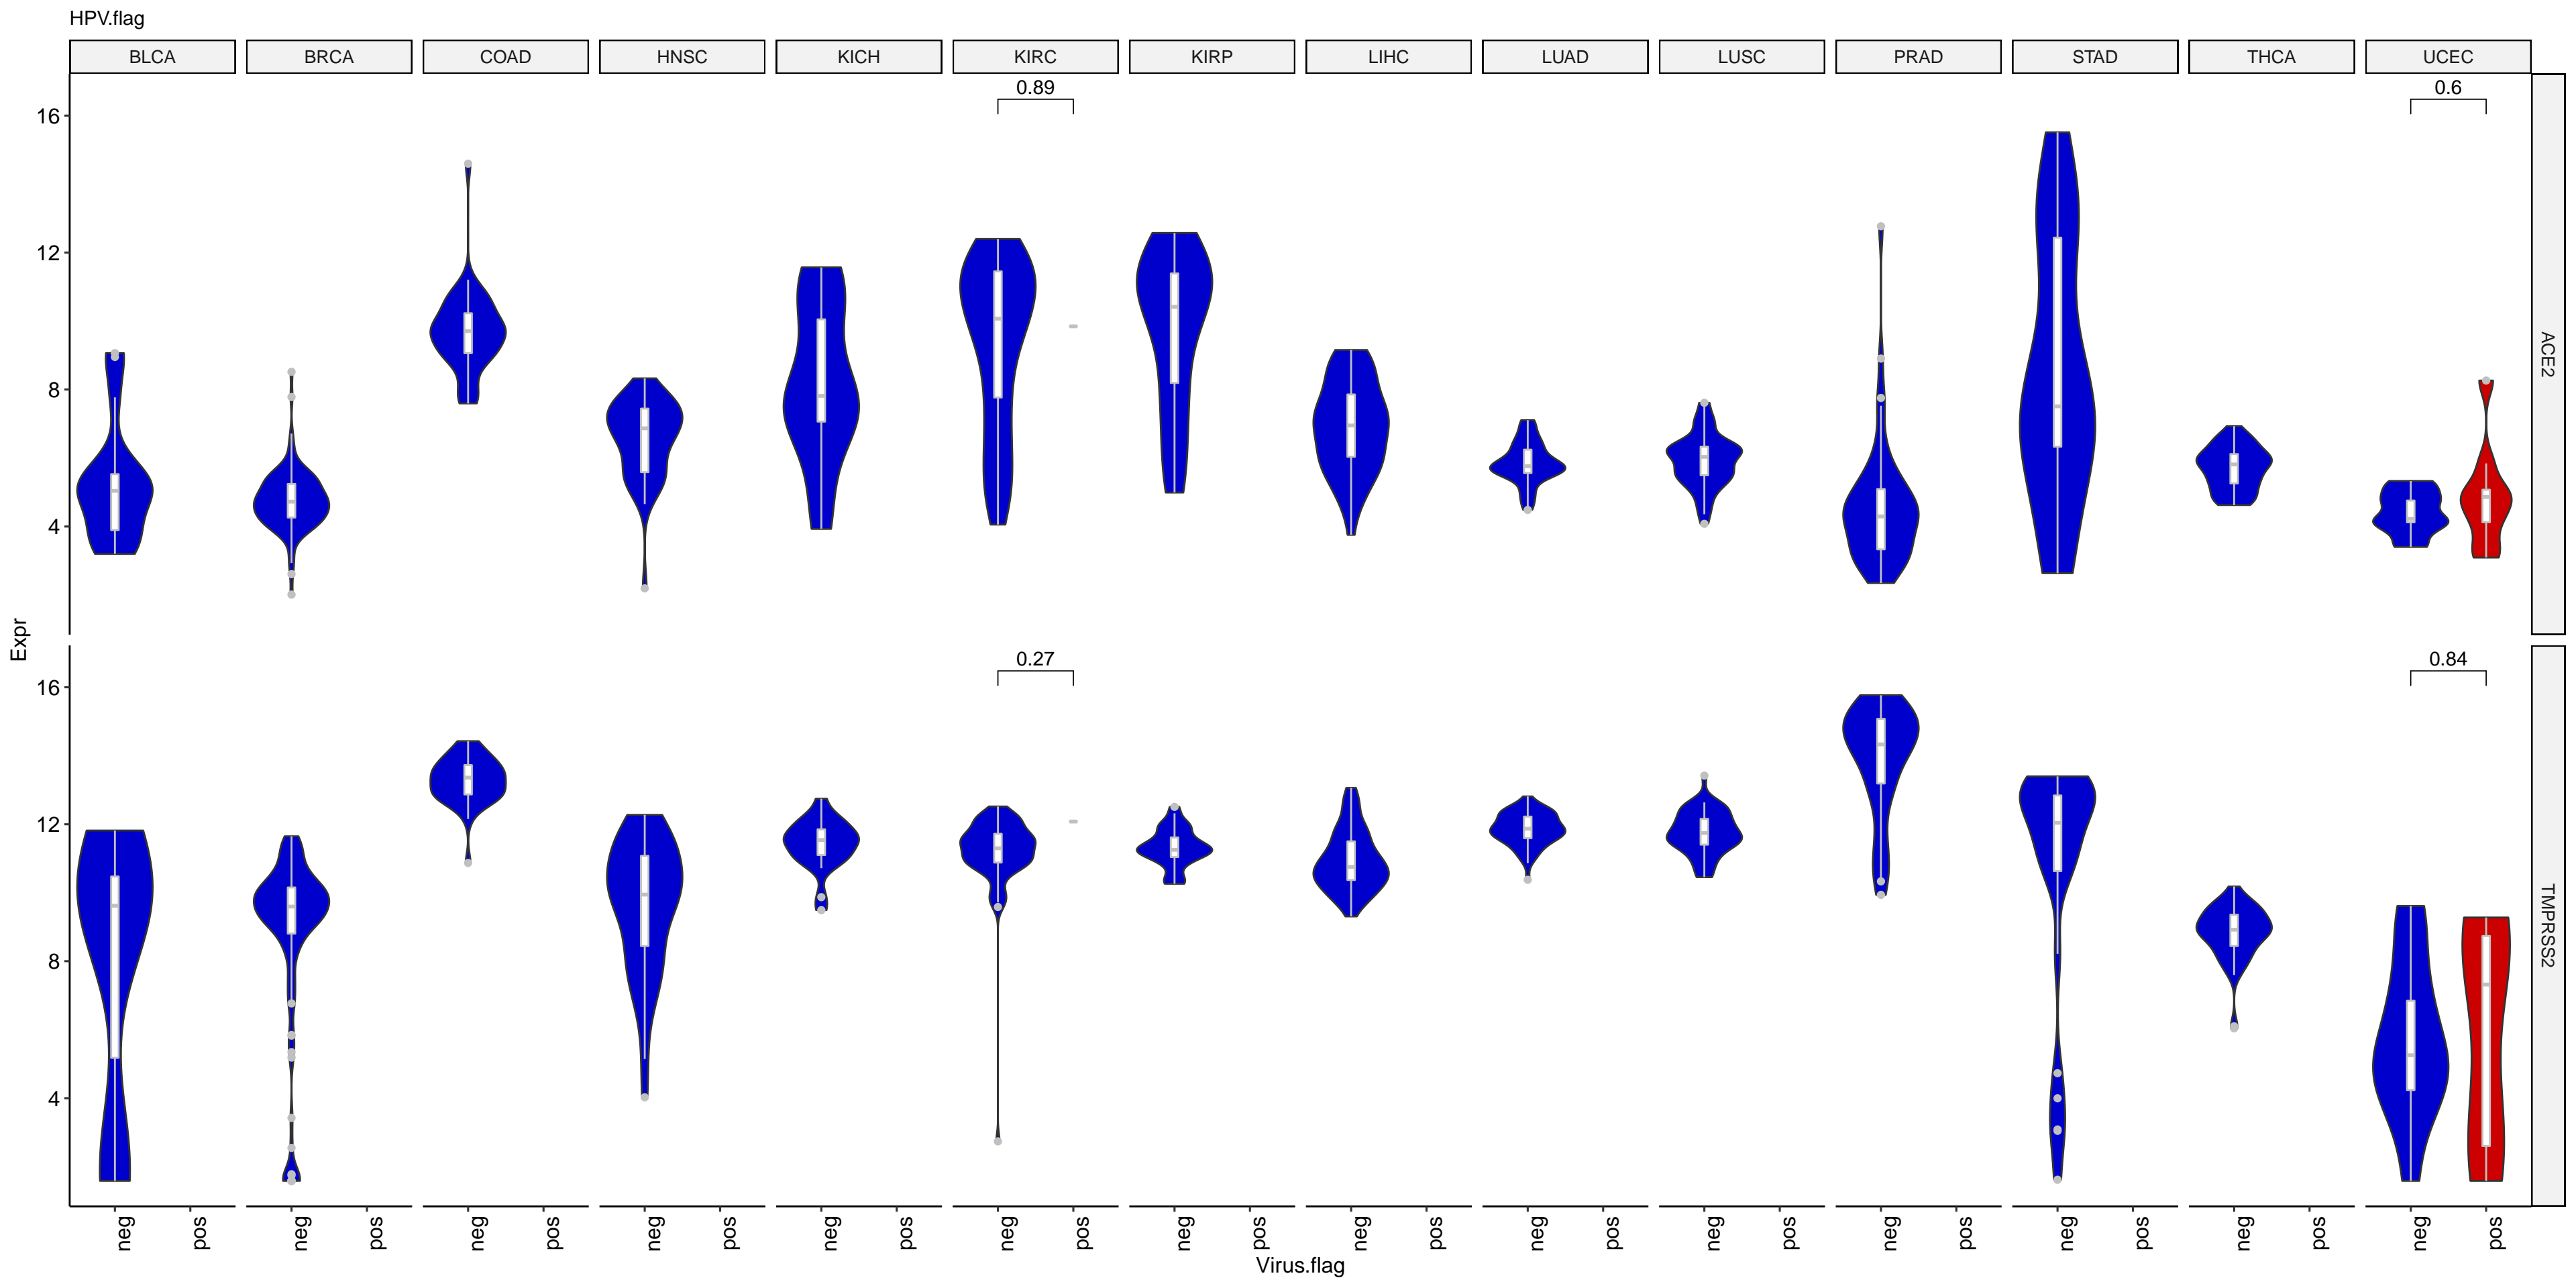 HPV.flag
BLCA BRCA COAD HNSC KICH KIRC KIRP LIHC LUAD LUSC PRAD STAD THCA UCEC
0.89 0.6
16
12
8
4
ACE2
Expr
0.27 0.84
16
12
8
4
TMPRSS2
neg pos neg pos neg pos neg pos neg pos neg pos neg pos neg pos neg pos neg pos neg pos neg pos neg pos neg pos
Virus.flag